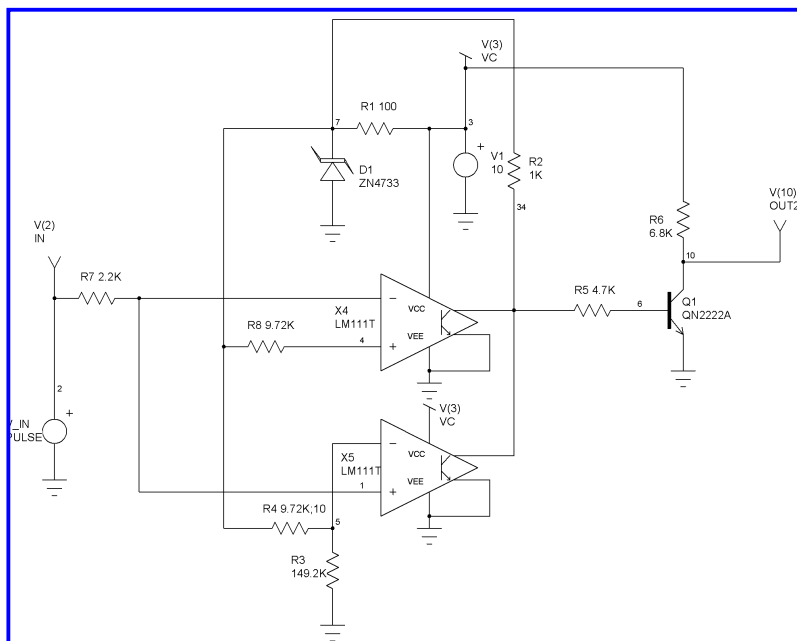 V(3)
VC
R1 100
7
3
D1
ZN4733
V1
10
+
R2
1K
34
V(10)
OUT2
R6
6.8K
10
V(2)
IN
R7 2.2K
X4
LM111T
-
VCC
VEE
+
R8 9.72K
4
R5 4.7K
6
Q1
QN2222A
2
+
V_IN
PULSE
V(3)
VC
X5
LM111T
-
VCC
VEE
+
1
R4 9.72K;10
5
R3
149.2K